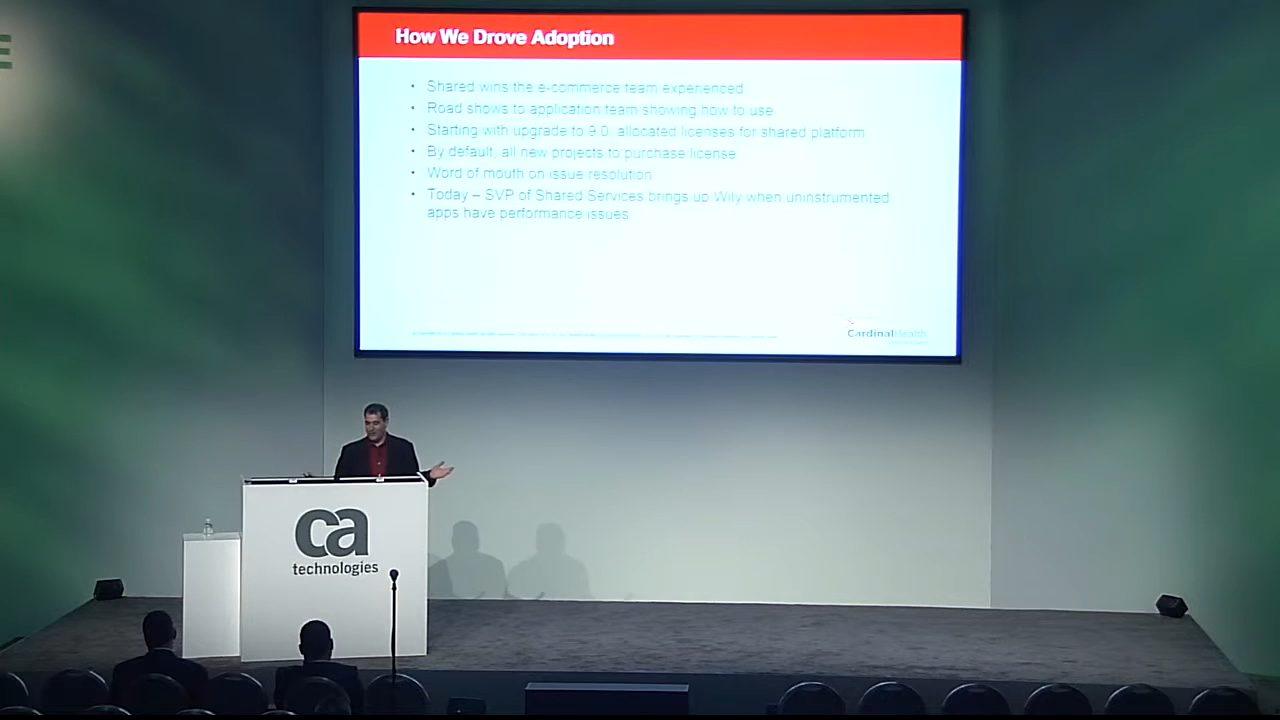 E
How We Drove Adoption
• Shared wins the e-commerce team experienced
• Road shows to application team showing how to use
• Starting with upgrade to 9.0, allocated licenses for shared platform
• By default, all new projects to purchase license
• Word of mouth on issue resolution
• Today – SVP of Shared Services brings up Wily when uninstrumented
apps have performance issues
CardinalHealth
ca
technologies